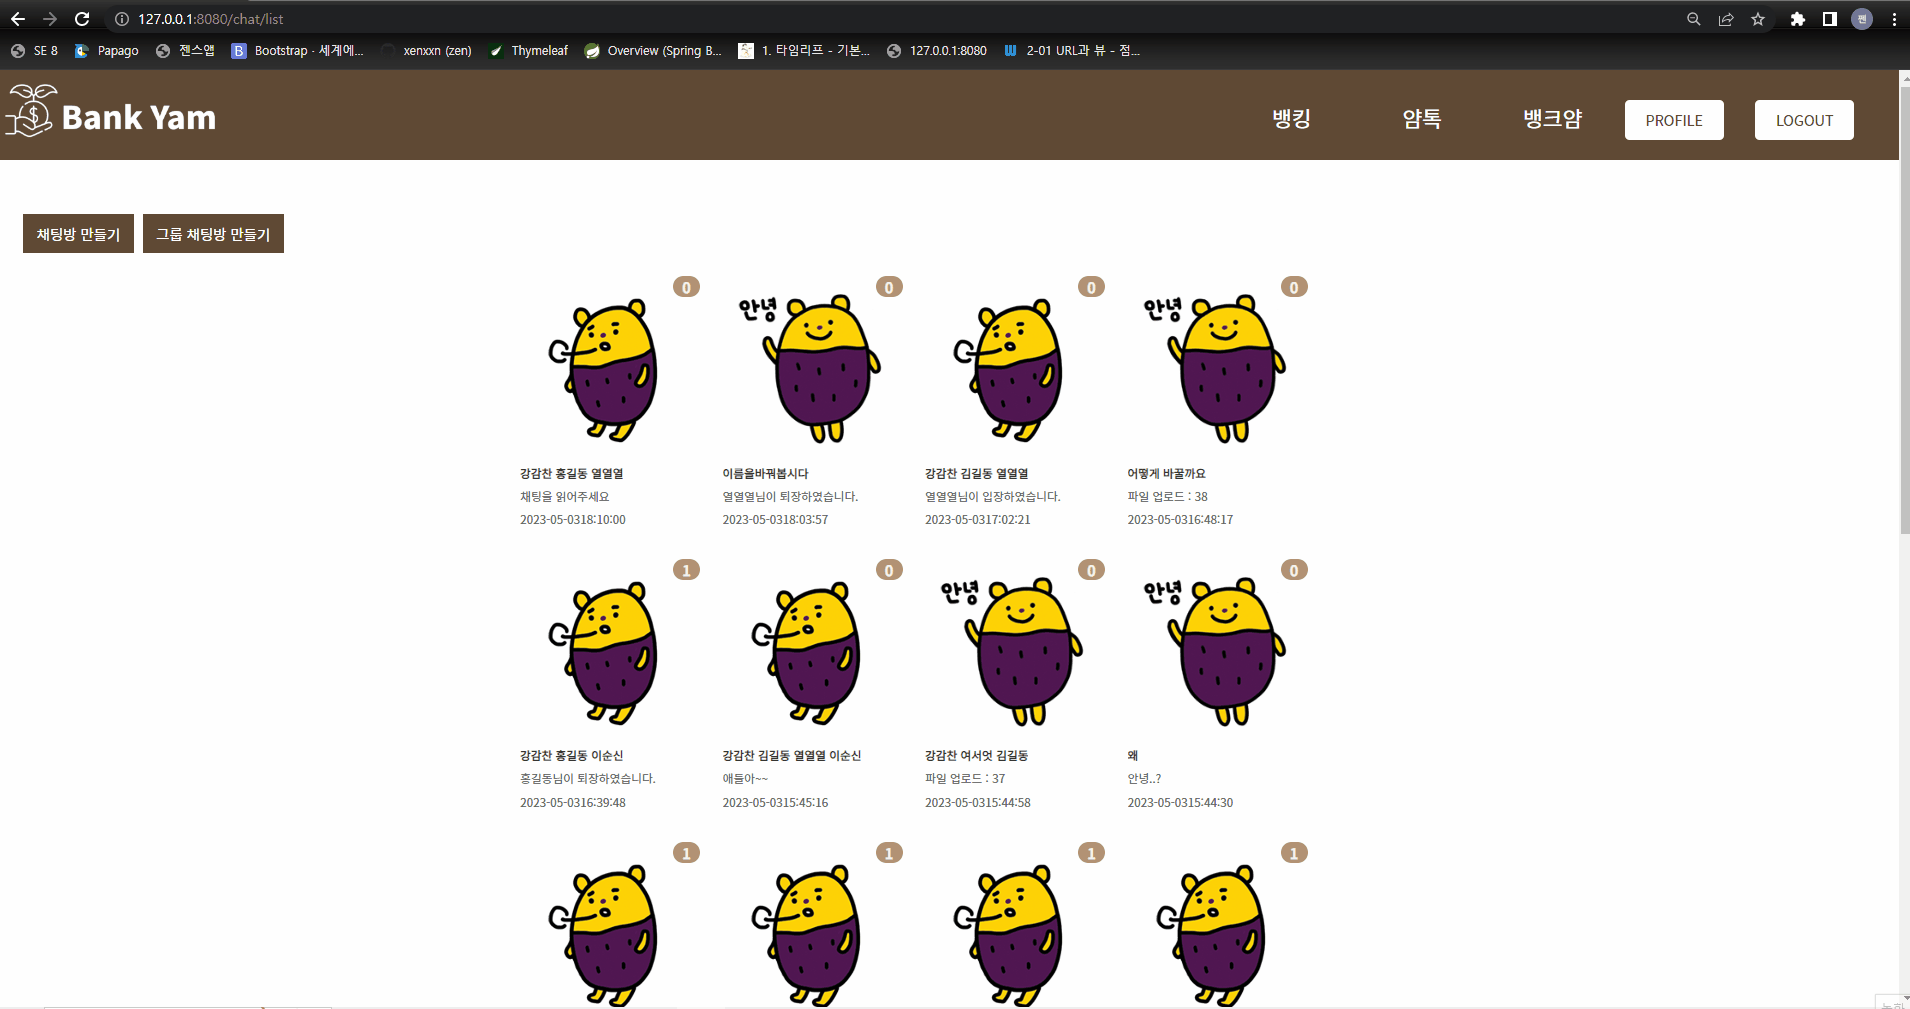 127.0.0.1:8080/chat/list
SE 8 Papago 젠스앱 Bootstrap · 세계에... xenxxn (zen) Thymeleaf Overview (Spring B... 1. 타임리프 - 기본... 127.0.0.1:8080 2-01 URL과 뷰 - 점...
Bank Yam 뱅킹 얌톡 뱅크얌 PROFILE LOGOUT
채팅방 만들기 그룹 채팅방 만들기
0 0 0 0
안녕 안녕
강감찬 홍길동 열열열 이름을바꿔봅시다 강감찬 김길동 열열열 어떻게 바꿀까요
채팅을 읽어주세요 열열열님이 퇴장하였습니다. 열열열님이 입장하였습니다. 파일 업로드 : 38
2023-05-0318:10:00 2023-05-0318:03:57 2023-05-0317:02:21 2023-05-0316:48:17
1 0 0 0
안녕 안녕
강감찬 홍길동 이순신 강감찬 김길동 열열열 이순신 강감찬 여서엇 김길동 왜
홍길동님이 퇴장하였습니다. 애들아~~ 파일 업로드 : 37 안녕..?
2023-05-0316:39:48 2023-05-0315:45:16 2023-05-0315:44:58 2023-05-0315:44:30
1 1 1 1